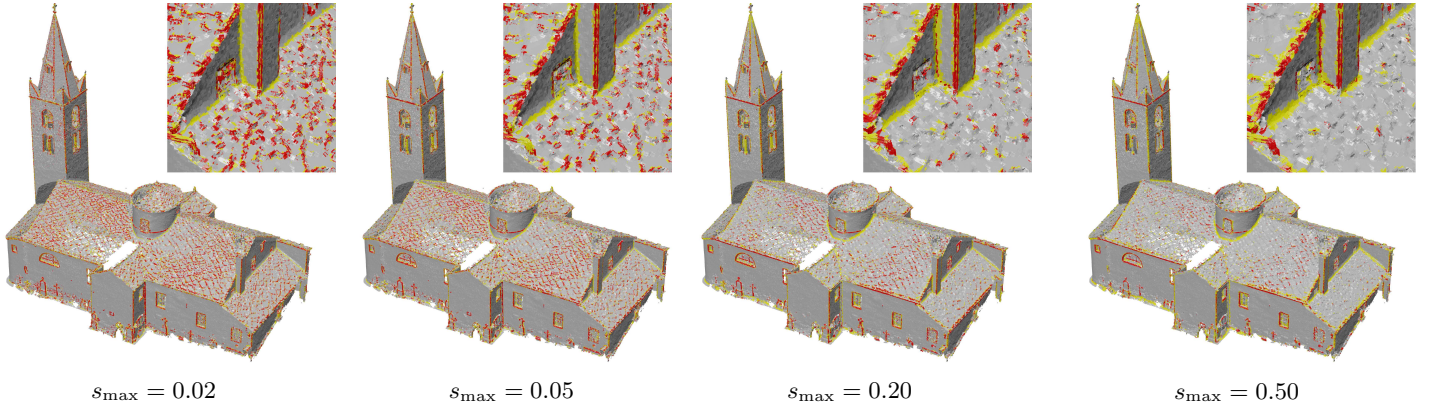 s_max = 0.02
s_max = 0.05
s_max = 0.20
s_max = 0.50